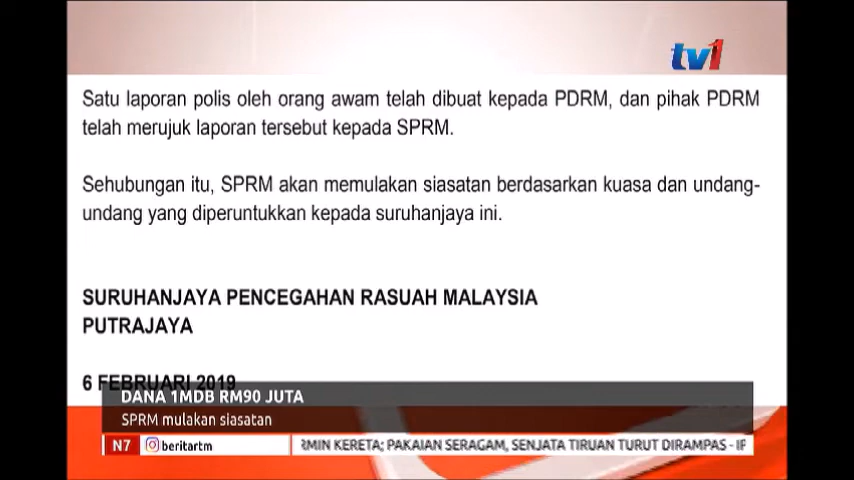 tv1
Satu laporan polis oleh orang awam telah dibuat kepada PDRM, dan pihak PDRM
telah merujuk laporan tersebut kepada SPRM.
Sehubungan itu, SPRM akan memulakan siasatan berdasarkan kuasa dan undang-
undang yang diperuntukkan kepada suruhanjaya ini.
SURUHANJAYA PENCEGAHAN RASUAH MALAYSIA
PUTRAJAYA
6 FEBRUARI 2019
DANA 1MDB RM90 JUTA
SPRM mulakan siasatan
N7 beritartm RMIN KERETA; PAKAIAN SERAGAM, SENJATA TIRUAN TURUT DIRAMPAS - IP